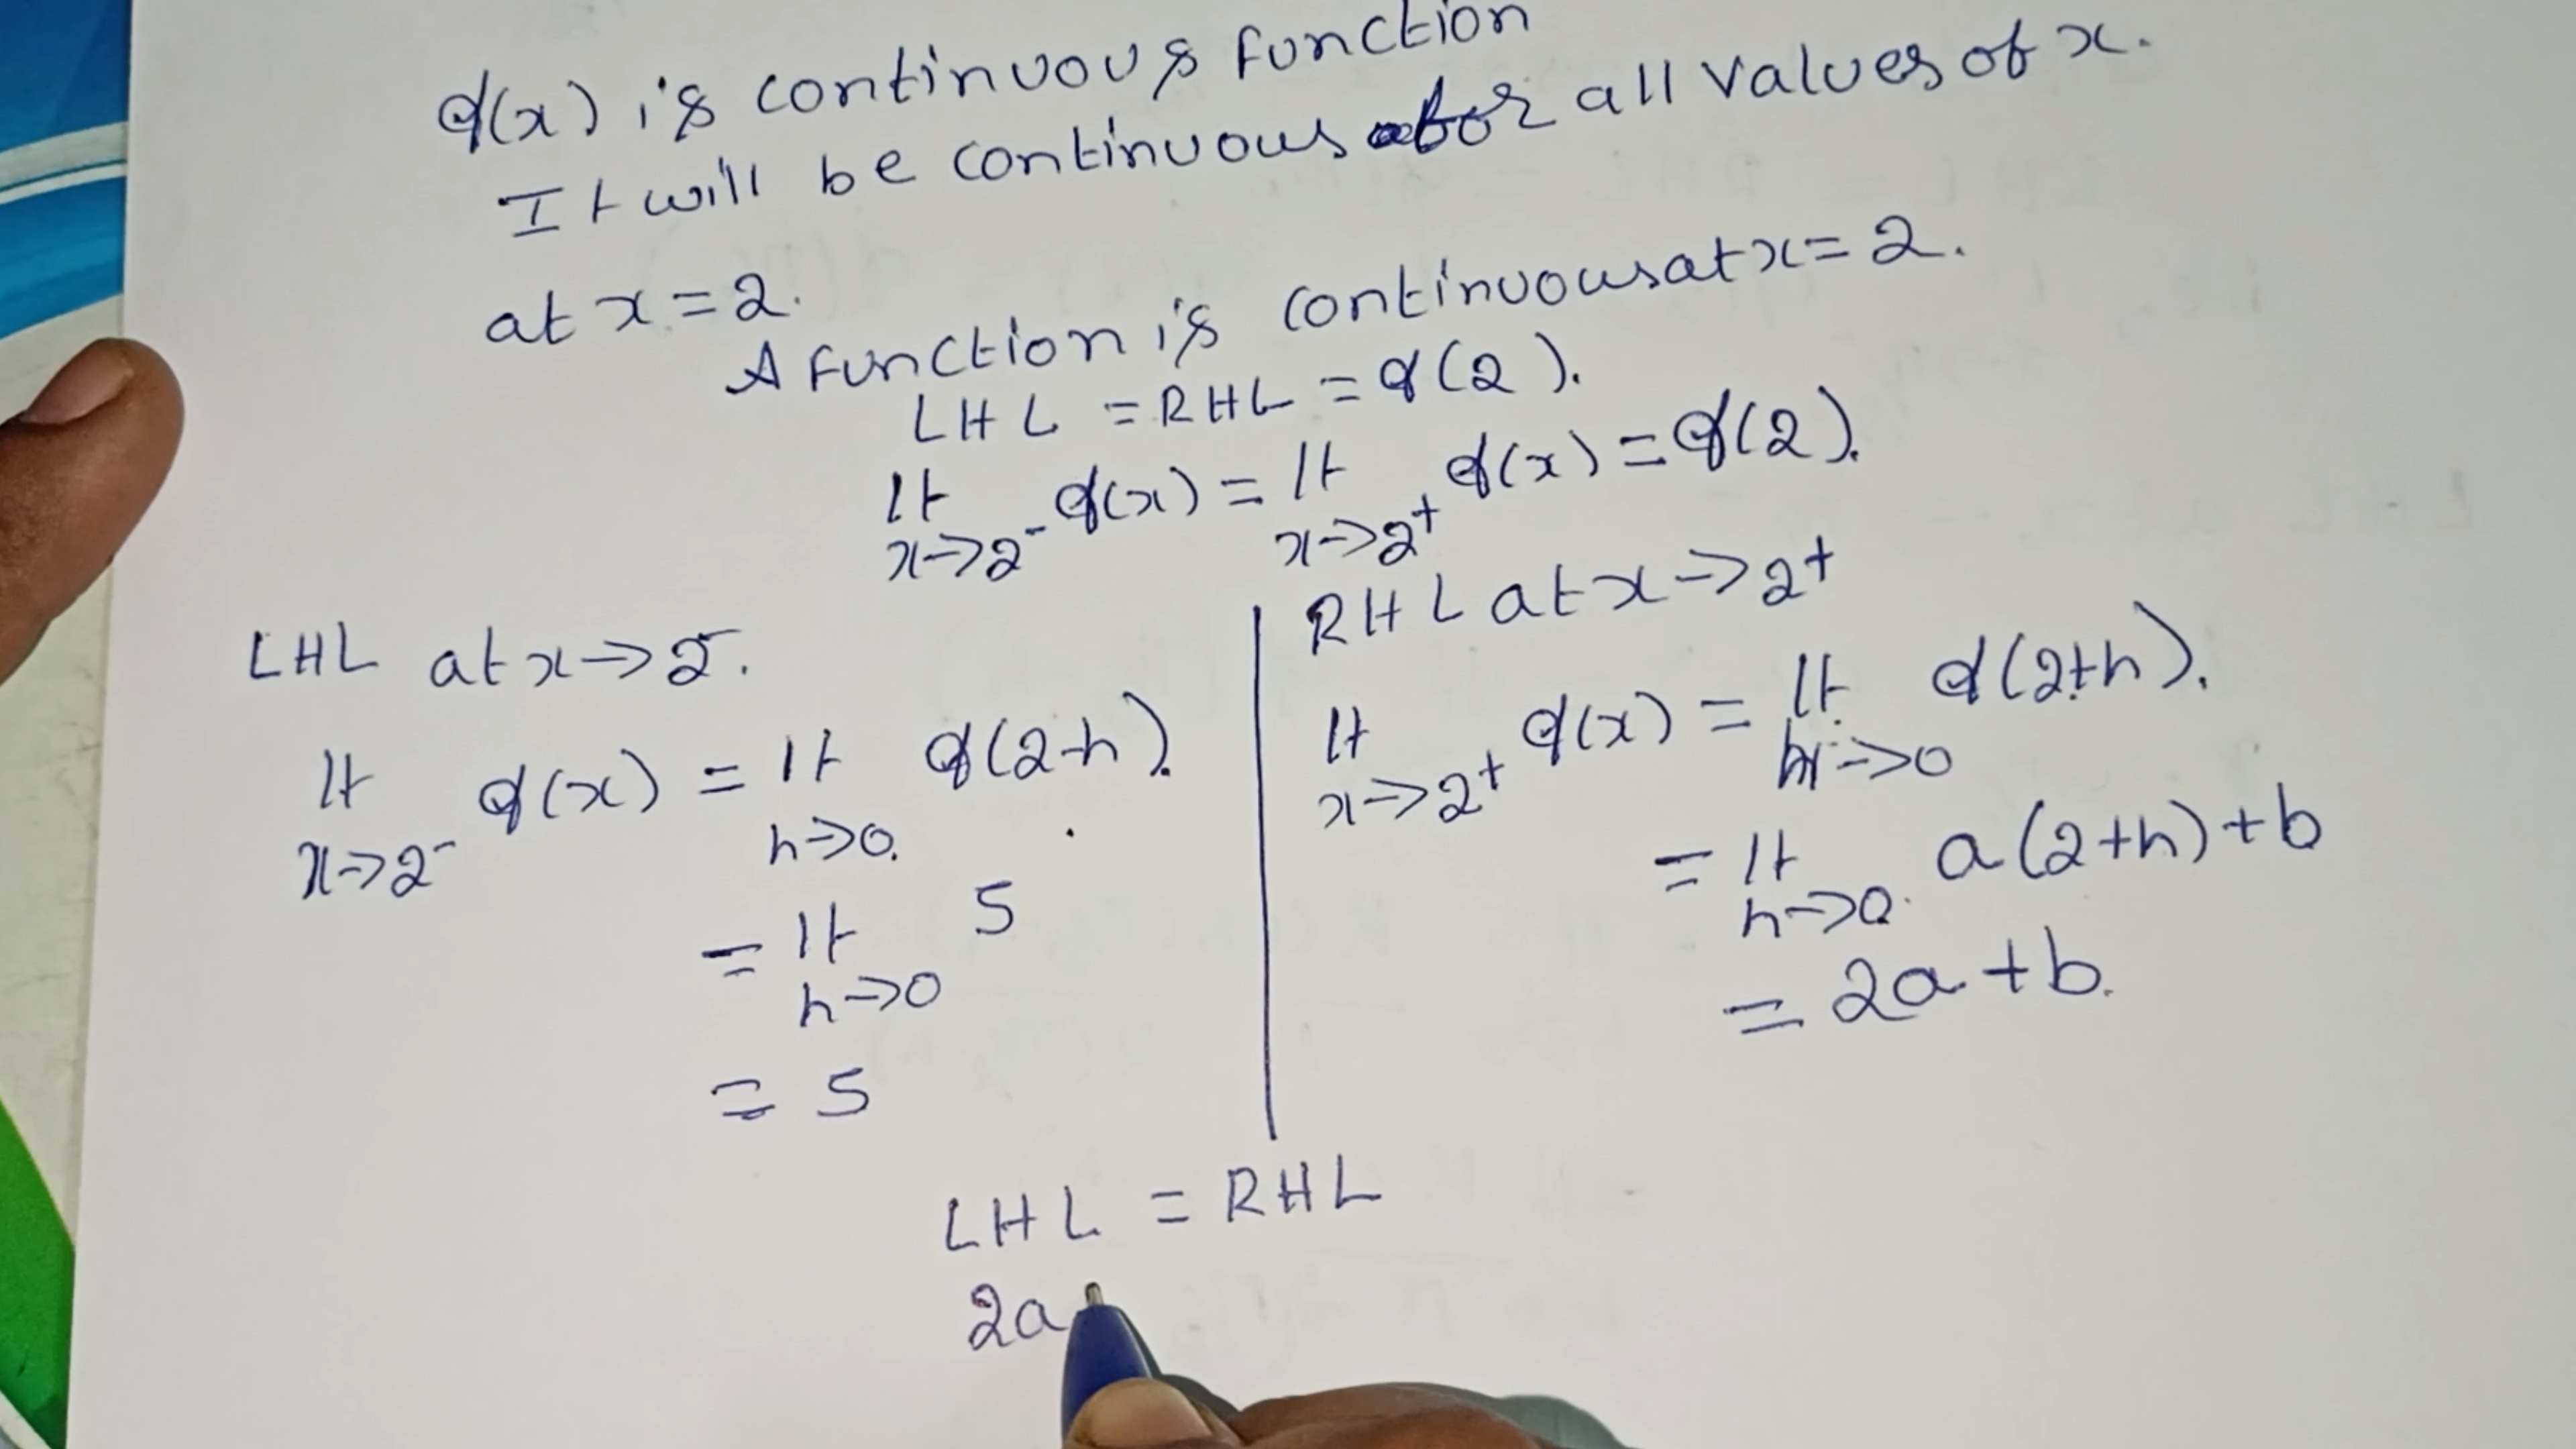 f(x) is continuous function
It will be continuous for all values of x.
at x = 2.
A function is continuous at x = 2.
LHL = RHL = f(2).
lt x→2⁻ f(x) = lt x→2⁺ f(x) = f(2).
LHL at x→2⁻.
lt x→2⁻ f(x) = lt h→0. f(2-h).
= lt h→0 5
= 5
RHL at x→2⁺
lt x→2⁺ f(x) = lt h→0 f(2+h).
= lt h→0. a(2+h)+b
= 2a+b.
LHL = RHL
2a